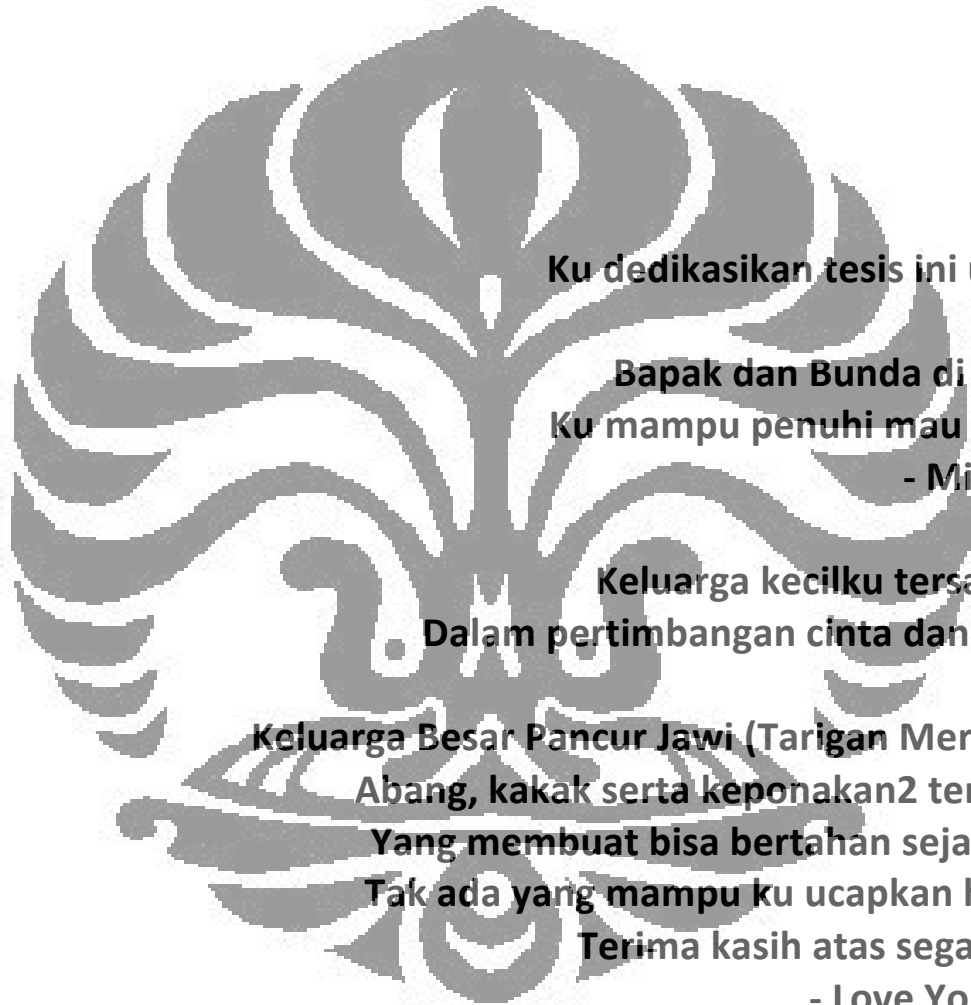 Ku dedikasikan tesis ini
Bapak dan Bunda di
Ku mampu penuhi mau
- Mi
Keluarga kecilku tersa
Dalam pertimbangan cinta dan
Keluarga Besar Pancur Jawi (Tarigan Mer
Abang, kakak serta keponakan2 ter
Yang membuat bisa bertahan seja
Tak ada yang mampu ku ucapkan
Terima kasih atas sega
- Love Yo